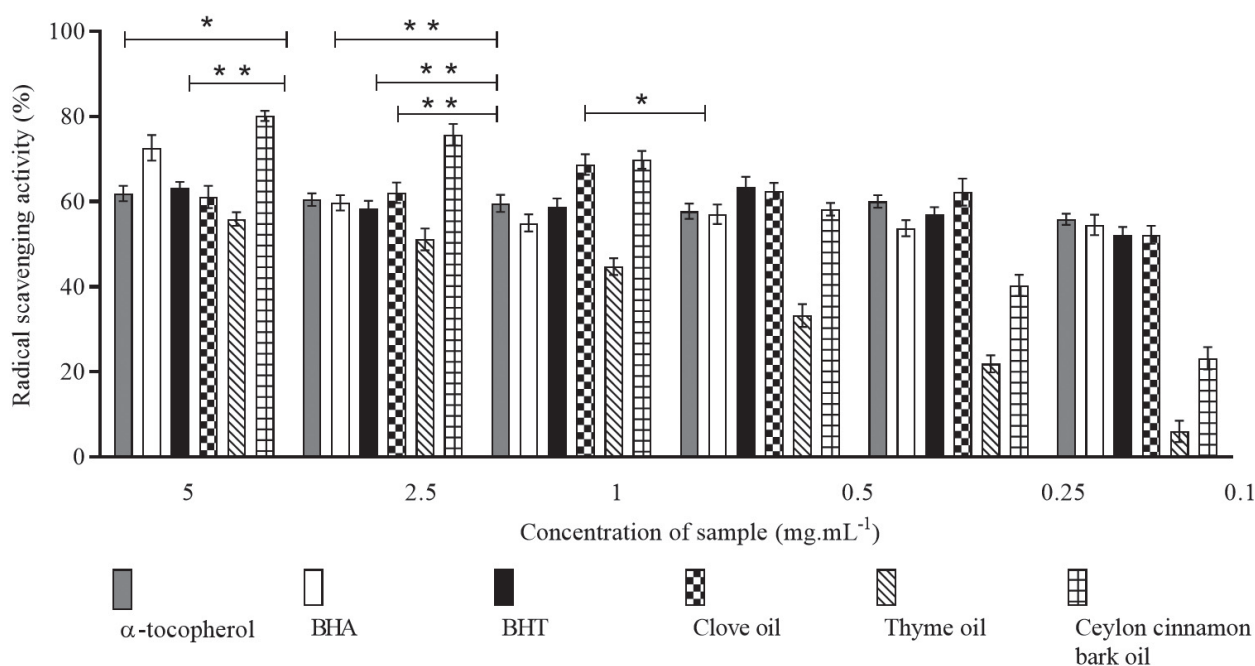 Radical scavenging activity (%)
100
80
60
40
20
0
*
* *
* *
* *
* *
*
5 2.5 1 0.5 0.25 0.1
Concentration of sample (mg.mL⁻¹)
α-tocopherol BHA BHT Clove oil Thyme oil Ceylon cinnamon
bark oil